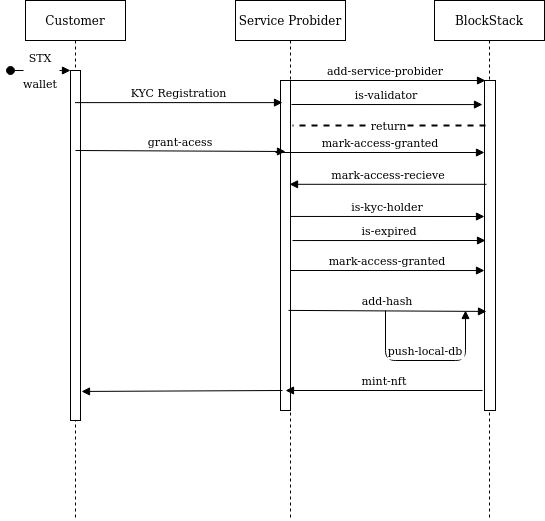 Customer
Service Probider
BlockStack
STX
wallet
add-service-probider
KYC Registration
is-validator
return
grant-acess
mark-access-granted
mark-access-recieve
is-kyc-holder
is-expired
mark-access-granted
add-hash
push-local-db
mint-nft